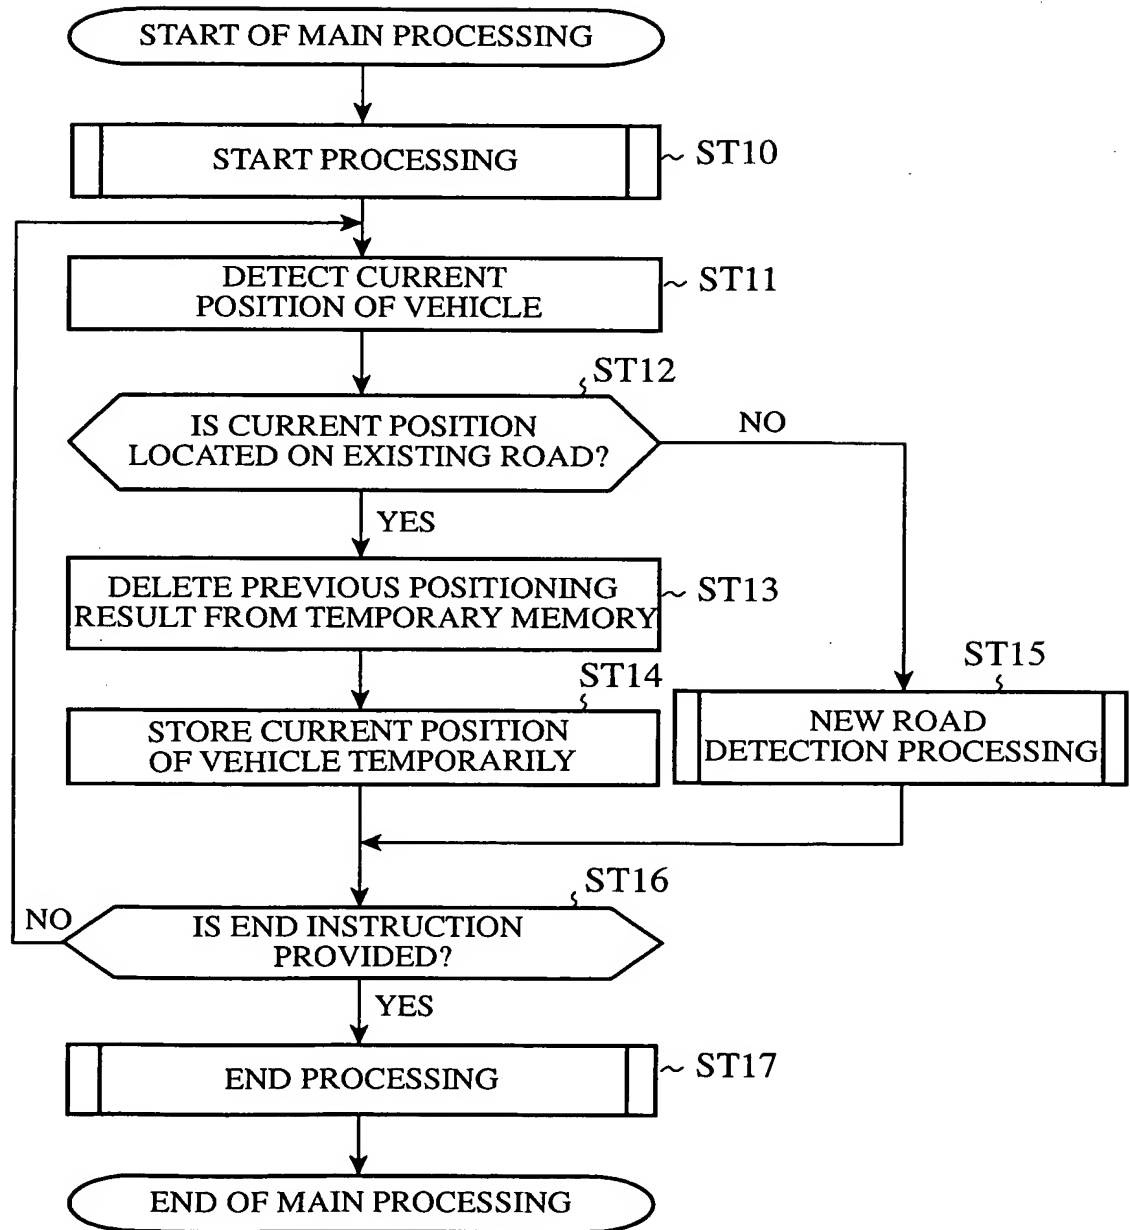 START OF MAIN PROCESSING
START PROCESSING
ST10
DETECT CURRENT
POSITION OF VEHICLE
ST11
ST12
IS CURRENT POSITION
LOCATED ON EXISTING ROAD?
NO
YES
DELETE PREVIOUS POSITIONING
RESULT FROM TEMPORARY MEMORY
ST13
ST14
STORE CURRENT POSITION
OF VEHICLE TEMPORARILY
ST15
NEW ROAD
DETECTION PROCESSING
ST16
NO
IS END INSTRUCTION
PROVIDED?
YES
END PROCESSING
ST17
END OF MAIN PROCESSING